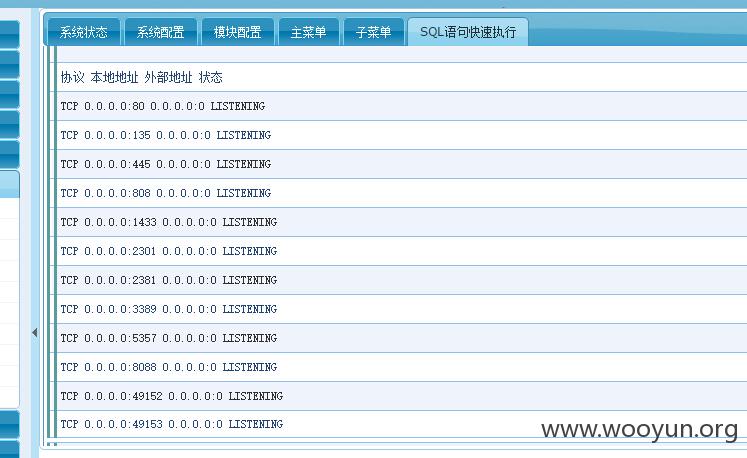 系统状态 系统配置 模块配置 主菜单 子菜单 SQL语句快速执行
协议 本地地址 外部地址 状态
TCP 0.0.0.0:80 0.0.0.0:0 LISTENING
TCP 0.0.0.0:135 0.0.0.0:0 LISTENING
TCP 0.0.0.0:445 0.0.0.0:0 LISTENING
TCP 0.0.0.0:808 0.0.0.0:0 LISTENING
TCP 0.0.0.0:1433 0.0.0.0:0 LISTENING
TCP 0.0.0.0:2301 0.0.0.0:0 LISTENING
TCP 0.0.0.0:2381 0.0.0.0:0 LISTENING
TCP 0.0.0.0:3389 0.0.0.0:0 LISTENING
TCP 0.0.0.0:5357 0.0.0.0:0 LISTENING
TCP 0.0.0.0:8088 0.0.0.0:0 LISTENING
TCP 0.0.0.0:49152 0.0.0.0:0 LISTENING
TCP 0.0.0.0:49153 0.0.0.0:0 LISTENING
www.wooyun.org